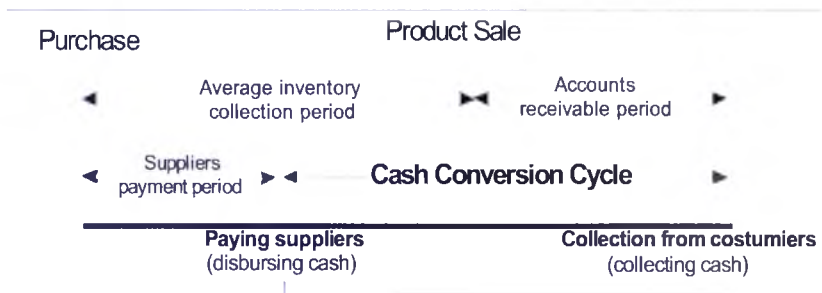 Purchase
Product Sale
Average inventory
collection period
Accounts
receivable period
Suppliers
payment period
Cash Conversion Cycle
Paying suppliers
(disbursing cash)
Collection from costumiers
(collecting cash)